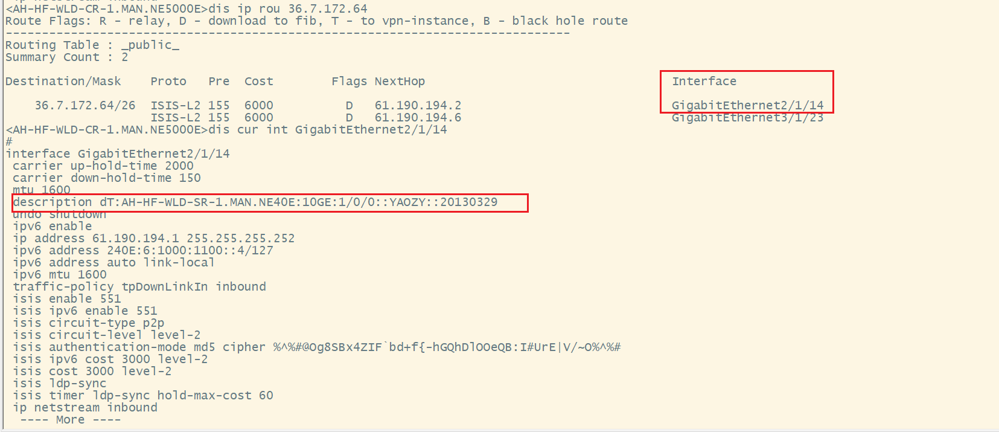 <AH-HF-WLD-CR-1.MAN.NE5000E>dis ip rou 36.7.172.64
Route Flags: R - relay, D - download to fib, T - to vpn-instance, B - black hole route
------------------------------------------------------------------------------
Routing Table : _public_
Summary Count : 2
Destination/Mask    Proto   Pre  Cost        Flags NextHop                                  Interface
    36.7.172.64/26  ISIS-L2 155  6000          D   61.190.194.2                             GigabitEthernet2/1/14
                    ISIS-L2 155  6000          D   61.190.194.6                             GigabitEthernet3/1/23
<AH-HF-WLD-CR-1.MAN.NE5000E>dis cur int GigabitEthernet2/1/14
#
interface GigabitEthernet2/1/14
 carrier up-hold-time 2000
 carrier down-hold-time 150
 mtu 1600
 description dT:AH-HF-WLD-SR-1.MAN.NE40E:10GE:1/0/0::YAOZY::20130329
 undo shutdown
 ipv6 enable
 ip address 61.190.194.1 255.255.255.252
 ipv6 address 240E:6:1000:1100::4/127
 ipv6 address auto link-local
 ipv6 mtu 1600
 traffic-policy tpDownLinkIn inbound
 isis enable 551
 isis ipv6 enable 551
 isis circuit-type p2p
 isis circuit-level level-2
 isis authentication-mode md5 cipher %^%#@Og8SBx4ZIF`bd+f{-hGQhDlOOeQB:I#UrE|V/~O%^%#
 isis ipv6 cost 3000 level-2
 isis cost 3000 level-2
 isis ldp-sync
 isis timer ldp-sync hold-max-cost 60
 ip netstream inbound
  ---- More ----